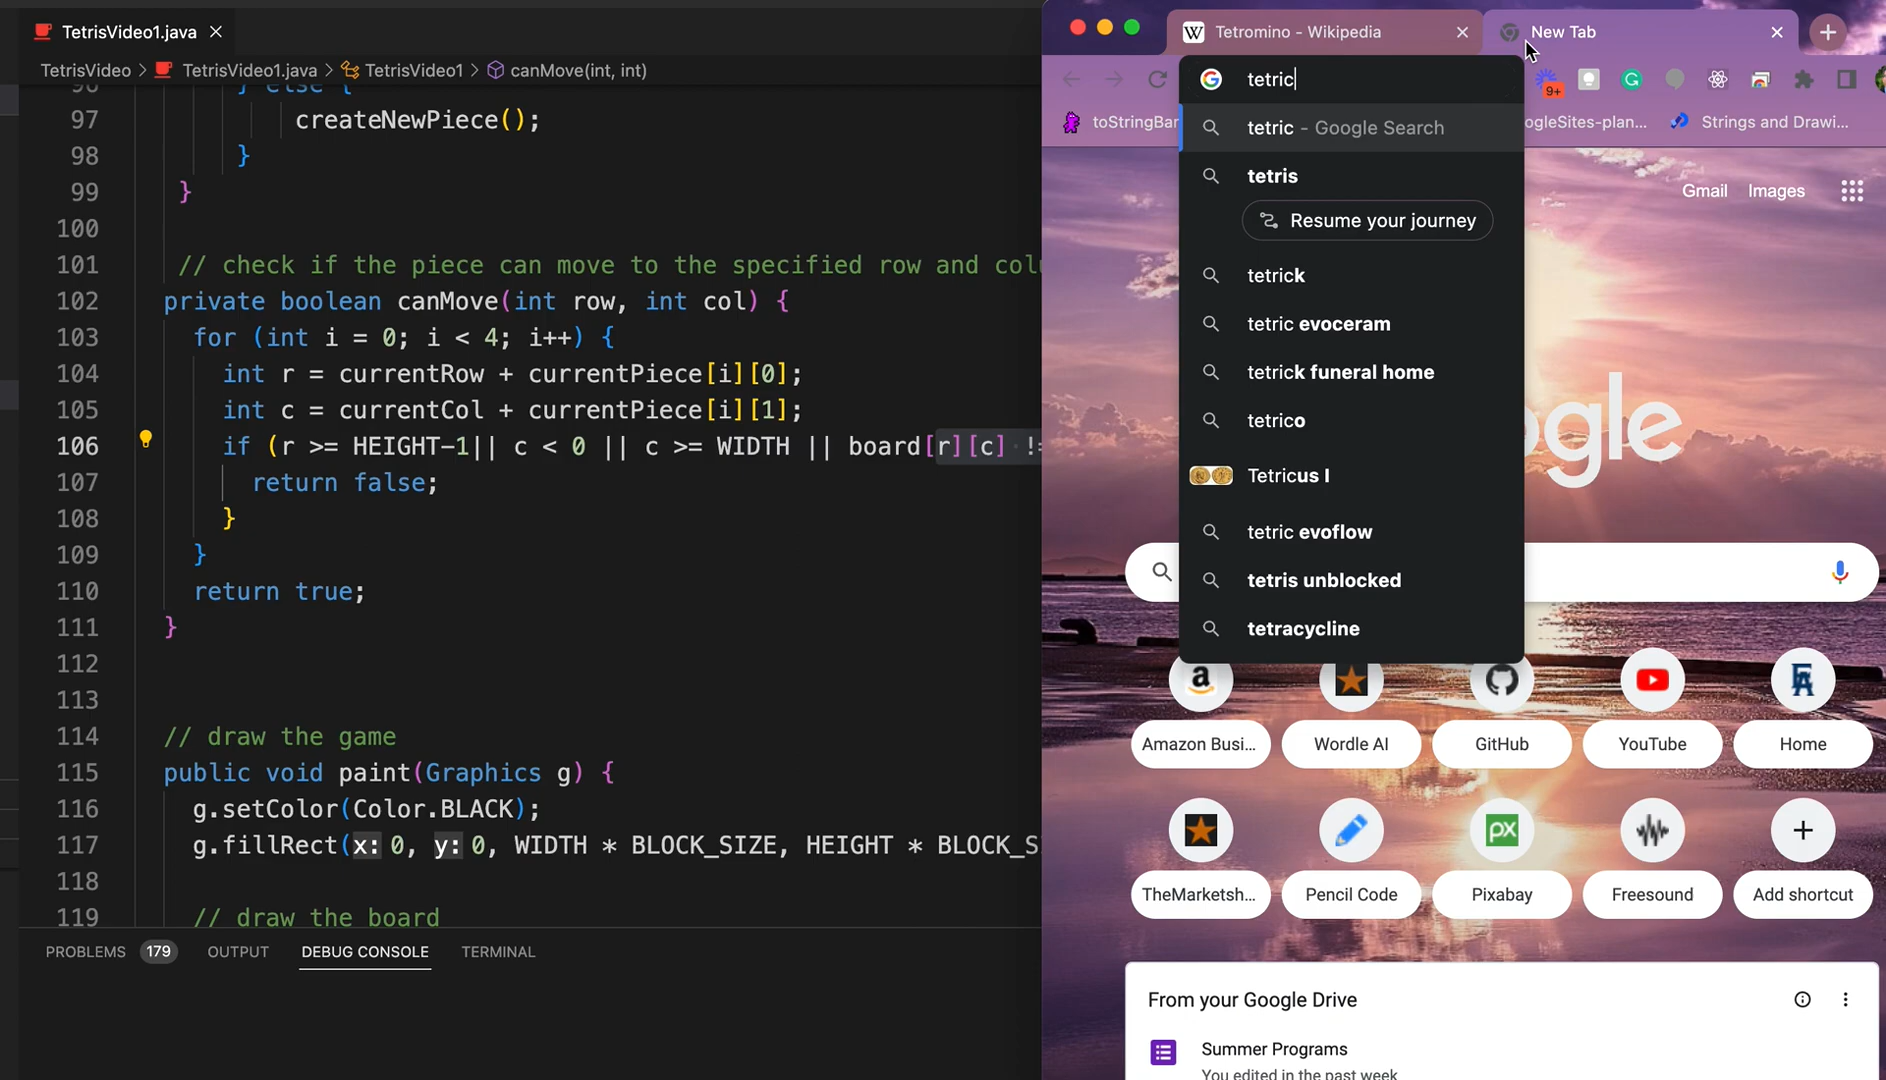 TetrisVideo1.java
TetrisVideo > TetrisVideo1.java > TetrisVideo1 > canMove(int, int)
96 } else {
97 createNewPiece();
98 }
99 }
100
101 // check if the piece can move to the specified row and colu
102 private boolean canMove(int row, int col) {
103 for (int i = 0; i < 4; i++) {
104 int r = currentRow + currentPiece[i][0];
105 int c = currentCol + currentPiece[i][1];
106 if (r >= HEIGHT-1|| c < 0 || c >= WIDTH || board[r][c] !=
107 return false;
108 }
109 }
110 return true;
111 }
112
113
114 // draw the game
115 public void paint(Graphics g) {
116 g.setColor(Color.BLACK);
117 g.fillRect(x: 0, y: 0, WIDTH * BLOCK_SIZE, HEIGHT * BLOCK_S
118
119 // draw the board
PROBLEMS 179 OUTPUT DEBUG CONSOLE TERMINAL
Tetromino - Wikipedia
New Tab
tetric
9+
toStringBar
ogleSites-plan...
Strings and Drawi...
tetric - Google Search
tetris
Resume your journey
tetrick
tetric evoceram
tetrick funeral home
tetrico
Tetricus I
tetric evoflow
tetris unblocked
tetracycline
Gmail Images
ogle
Amazon Busi... Wordle AI GitHub YouTube Home
px
TheMarketsh... Pencil Code Pixabay Freesound Add shortcut
From your Google Drive
Summer Programs
You edited in the past week